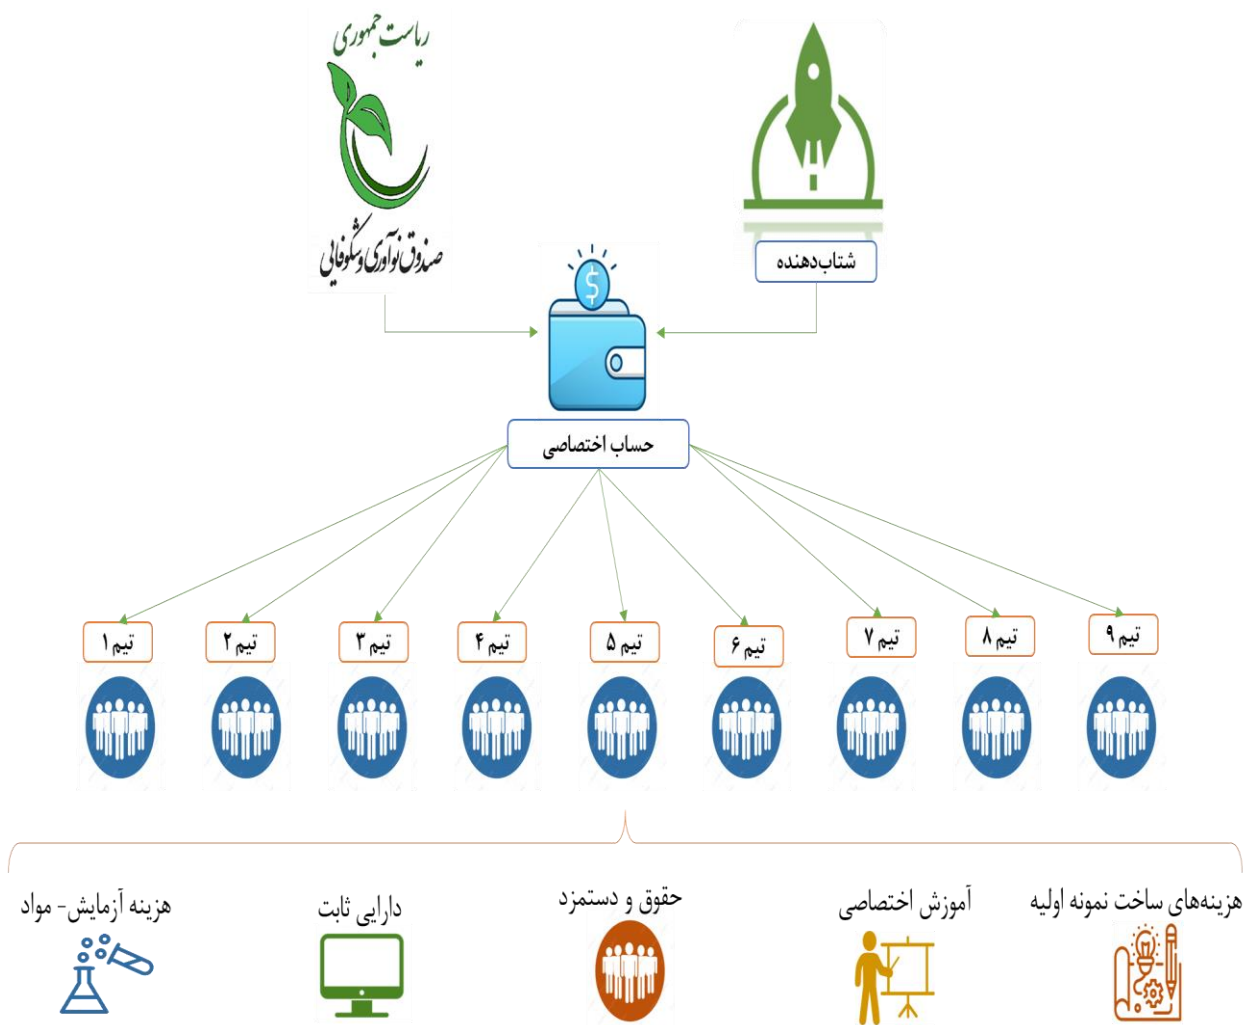 ریاست جمهوری
صندوق نوآوری و شکوفایی
شتاب‌دهنده
$
حساب اختصاصی
تیم ۹
تیم ۸
تیم ۷
تیم ۶
تیم ۵
تیم ۴
تیم ۳
تیم ۲
تیم ۱
هزینه‌های ساخت نمونه اولیه
آموزش اختصاصی
حقوق و دستمزد
دارایی ثابت
هزینه آزمایش- مواد